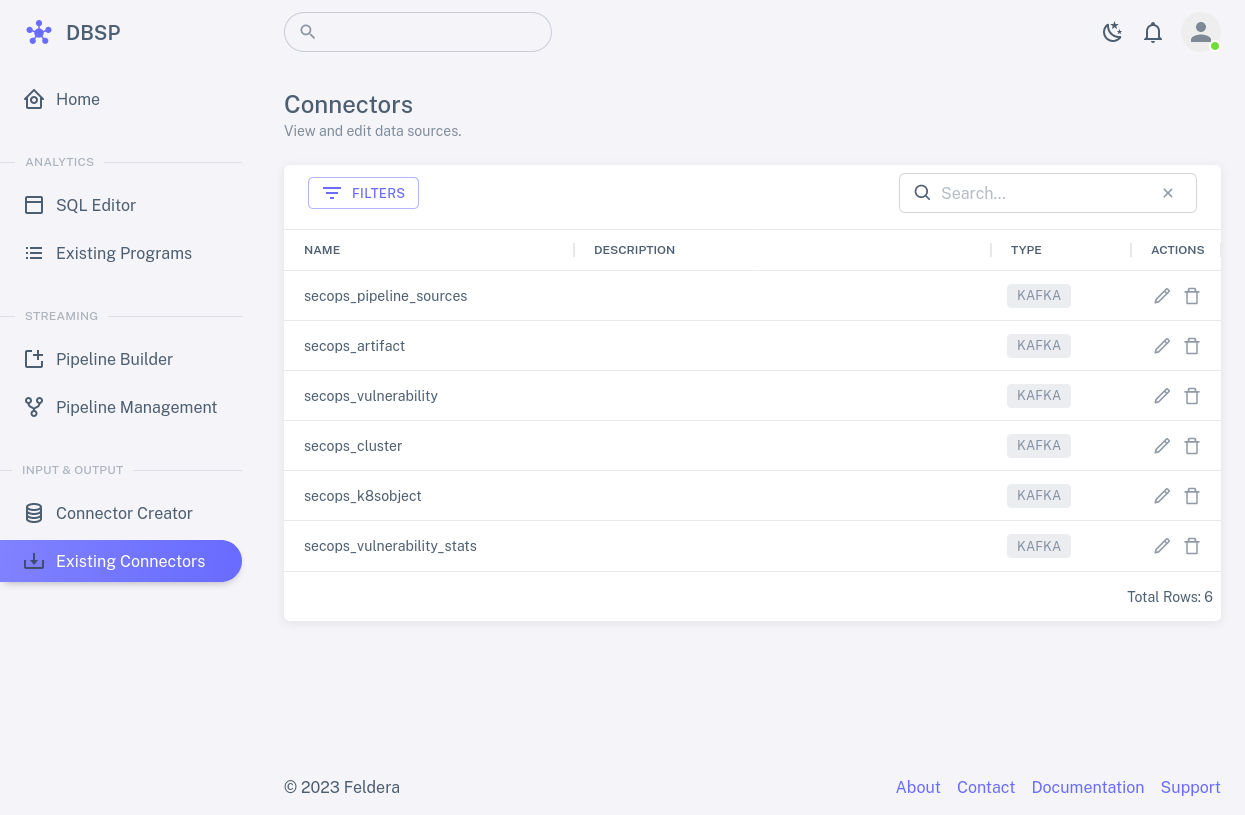 DBSP
Home
ANALYTICS
SQL Editor
Existing Programs
STREAMING
Pipeline Builder
Pipeline Management
INPUT & OUTPUT
Connector Creator
Existing Connectors
Connectors
View and edit data sources.
FILTERS
Search...
NAME DESCRIPTION TYPE ACTIONS
secops_pipeline_sources KAFKA
secops_artifact KAFKA
secops_vulnerability KAFKA
secops_cluster KAFKA
secops_k8sobject KAFKA
secops_vulnerability_stats KAFKA
Total Rows: 6
© 2023 Feldera
About Contact Documentation Support